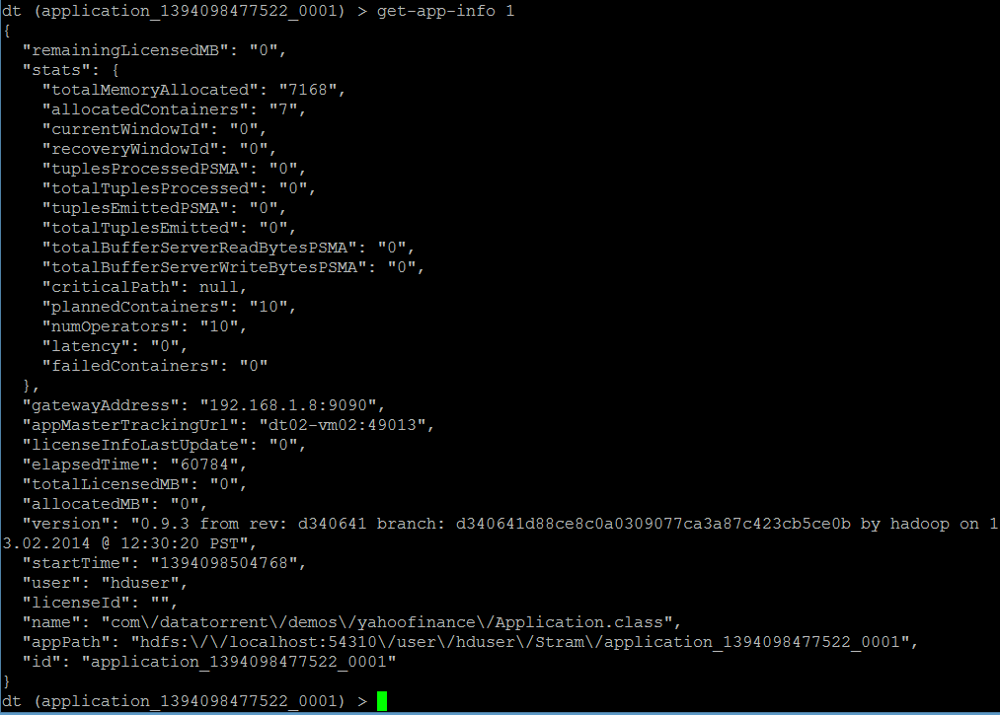 dt (application_1394098477522_0001) > get-app-info 1
{
  "remainingLicensedMB": "0",
  "stats": {
    "totalMemoryAllocated": "7168",
    "allocatedContainers": "7",
    "currentWindowId": "0",
    "recoveryWindowId": "0",
    "tuplesProcessedPSMA": "0",
    "totalTuplesProcessed": "0",
    "tuplesEmittedPSMA": "0",
    "totalTuplesEmitted": "0",
    "totalBufferServerReadBytesPSMA": "0",
    "totalBufferServerWriteBytesPSMA": "0",
    "criticalPath": null,
    "plannedContainers": "10",
    "numOperators": "10",
    "latency": "0",
    "failedContainers": "0"
  },
  "gatewayAddress": "192.168.1.8:9090",
  "appMasterTrackingUrl": "dt02-vm02:49013",
  "licenseInfoLastUpdate": "0",
  "elapsedTime": "60784",
  "totalLicensedMB": "0",
  "allocatedMB": "0",
  "version": "0.9.3 from rev: d340641 branch: d340641d88ce8c0a0309077ca3a87c423cb5ce0b by hadoop on 1
3.02.2014 @ 12:30:20 PST",
  "startTime": "1394098504768",
  "user": "hduser",
  "licenseId": "",
  "name": "com\/datatorrent\/demos\/yahoofinance\/Application.class",
  "appPath": "hdfs:\/\/localhost:54310\/user\/hduser\/Stram\/application_1394098477522_0001",
  "id": "application_1394098477522_0001"
}
dt (application_1394098477522_0001) >